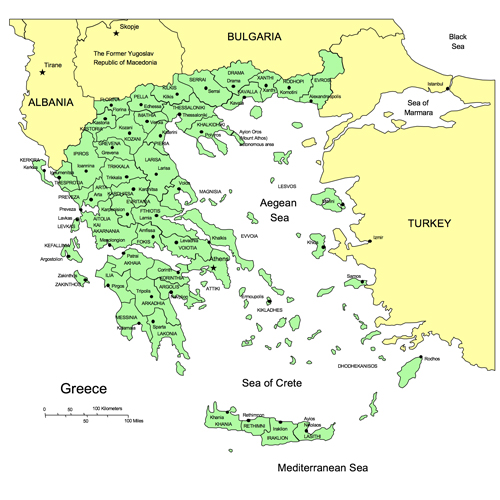 Skopje
BULGARIA
Black
Sea
The Former Yugoslav
Republic of Macedonia
Tirane
ALBANIA
DRAMA
Drama
XANTHI
Xanthi
RODHOPI
Komotini
EVROS
Alexandroupolis
SERRAI
Serrai
KAVALLA
Kavala
KILKIS
Kilkis
PELLA
Edhessa
FLORINA
Florina
THESSALONIKI
Thessaloniki
IMATHIA
Veroia
KASTORIA
Kastoria
KOZANI
Kozani
PIERIA
Katerini
KHALKIDHIKI
Poliyiros
Ayion Oros
(Mount Athos)
autonomous area
Istanbul
Sea of
Marmara
GREVENA
Grevena
IPIROS
Ioannina
KERKIRA
Kerkira
Igoumenitsa
THESPROTIA
TRIKKALA
Trikkala
LARISA
Larisa
ARTA
Arta
KARDHITSA
Kardhitsa
Volos
MAGNISIA
LESVOS
Aegean
Sea
TURKEY
PREVEZA
Preveza
EVRITANIA
Karpenision
FTHIOTIS
Lamia
Levkas
LEVKAS
AITOLIA
KAI
AKARNANIA
Mesolongion
Amfissa
FOKIS
Levadhia
VOIOTIA
Khalkis
EVVOIA
Khios
Izmir
KEFALLINIA
Argostolion
Patrai
AKHAIA
Athens
ATTIKI
Samos
Zakinthos
ZAKINTHOS
ILIA
Pirgos
Corinth
KORINTHIA
ARGOLIS
Tripolis
ARKADHIA
Ermoupolis
KIKLADHES
MESSINIA
Kalamata
Sparta
LAKONIA
DHODHEKANISOS
Rodhos
Greece
Sea of Crete
50 0 50 100 Kilometers
50 0 50 100 Miles
Khania
KHANIA
Rethimnon
RETHIMNI
Iraklion
IRAKLION
Ayios
Nikolaos
LASITHI
Mediterranean Sea